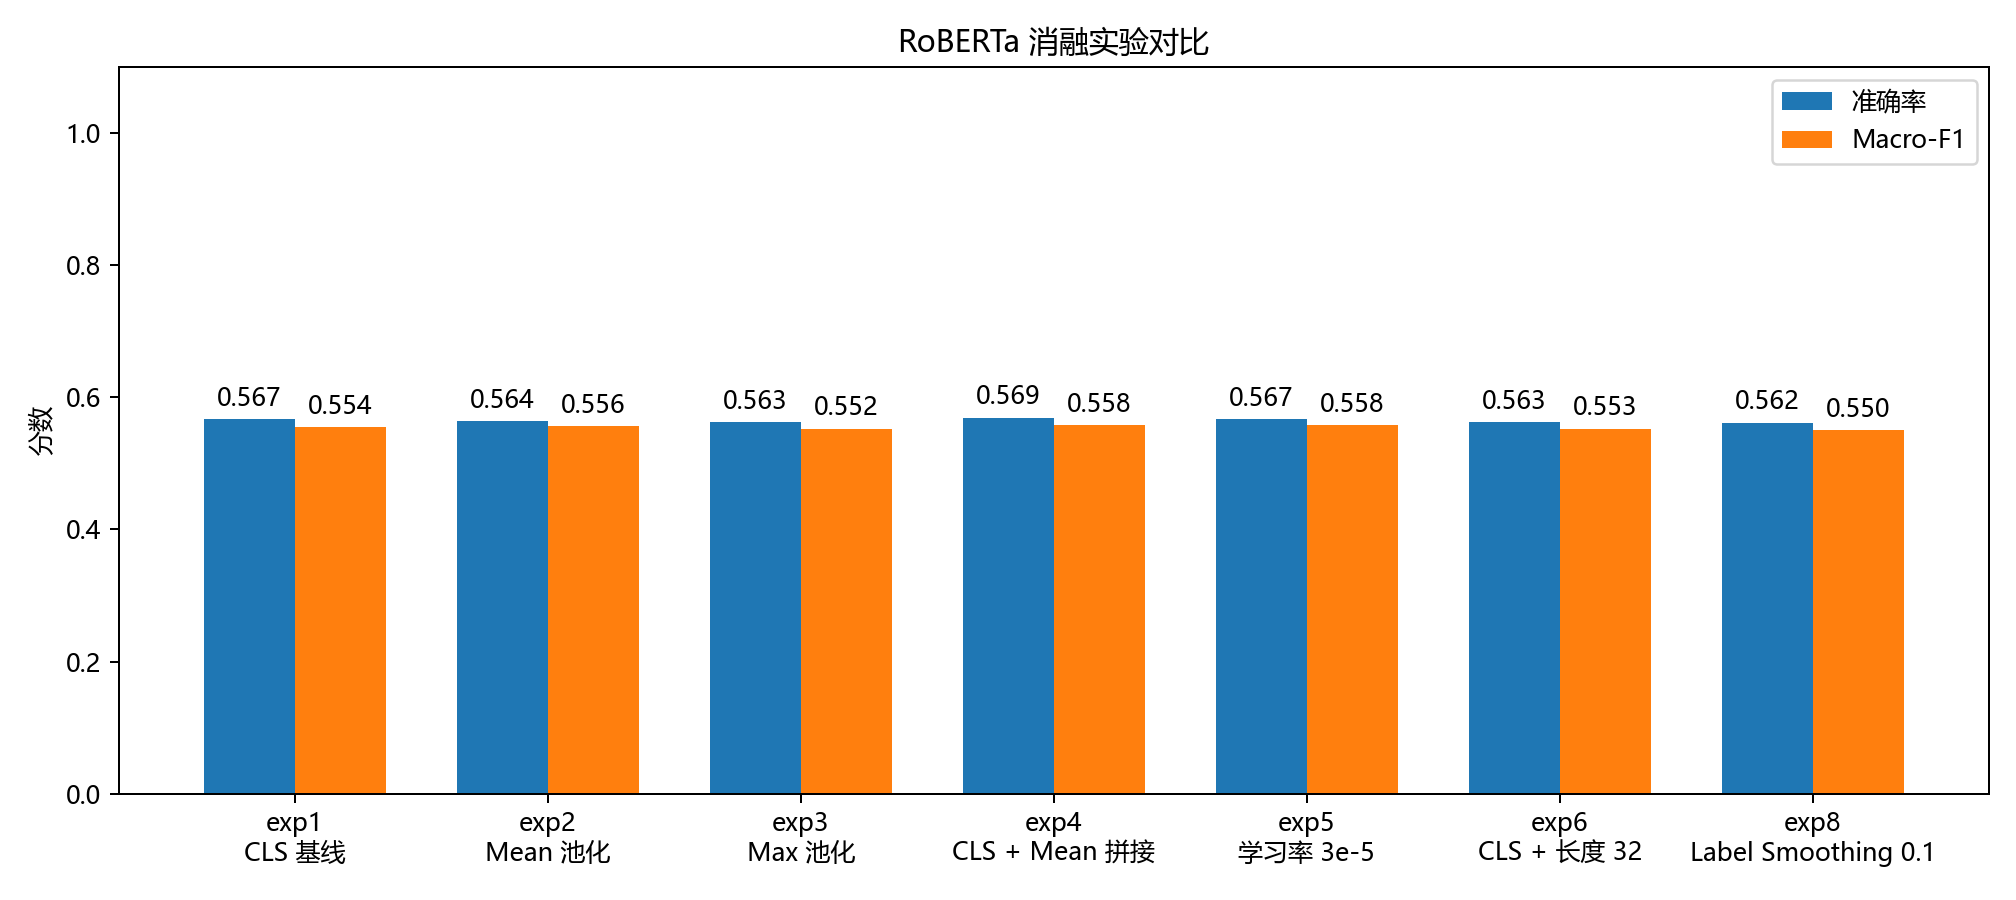 RoBERTa 消融实验对比
准确率
Macro-F1
分数
1.0
0.8
0.6
0.4
0.2
0.0
0.567 0.554 0.564 0.556 0.563 0.552 0.569 0.558 0.567 0.558 0.563 0.553 0.562 0.550
exp1 exp2 exp3 exp4 exp5 exp6 exp8
CLS 基线 Mean 池化 Max 池化 CLS + Mean 拼接 学习率 3e-5 CLS + 长度 32 Label Smoothing 0.1